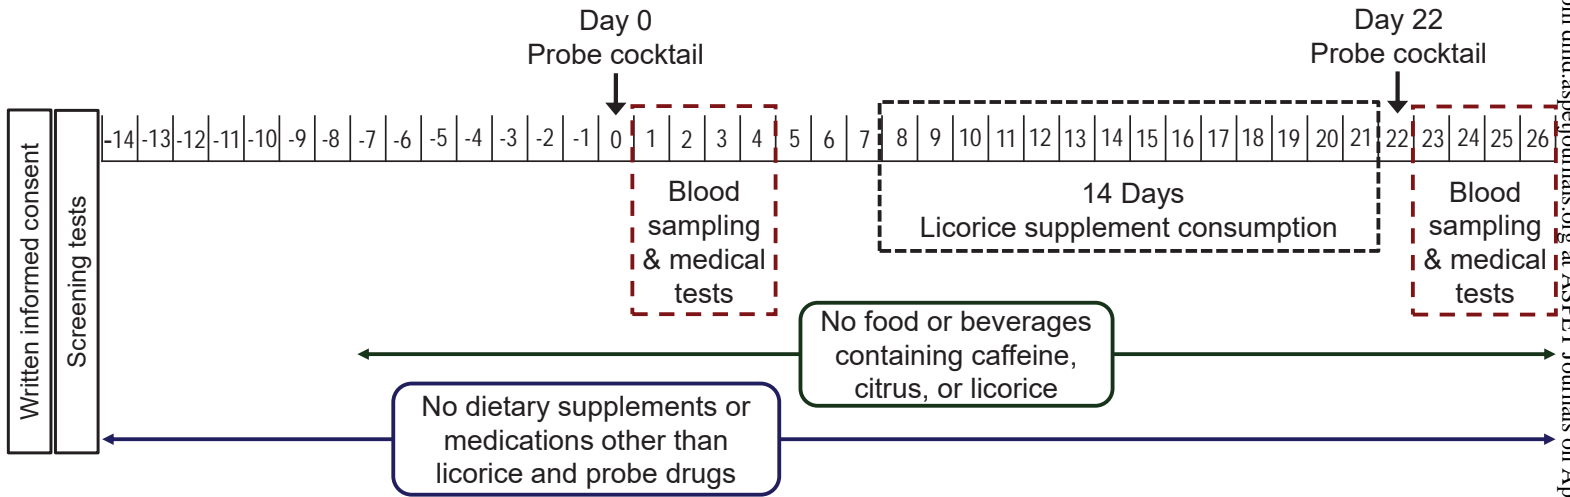 Day 0
Probe cocktail
Day 22
Probe cocktail
Written informed consent
Screening tests
-14 -13 -12 -11 -10 -9 -8 -7 -6 -5 -4 -3 -2 -1 0 1 2 3 4 5 6 7 8 9 10 11 12 13 14 15 16 17 18 19 20 21 22 23 24 25 26
Blood
sampling
& medical
tests
14 Days
Licorice supplement consumption
Blood
sampling
& medical
tests
No food or beverages
containing caffeine,
citrus, or licorice
No dietary supplements or
medications other than
licorice and probe drugs
at ASPET Journals on